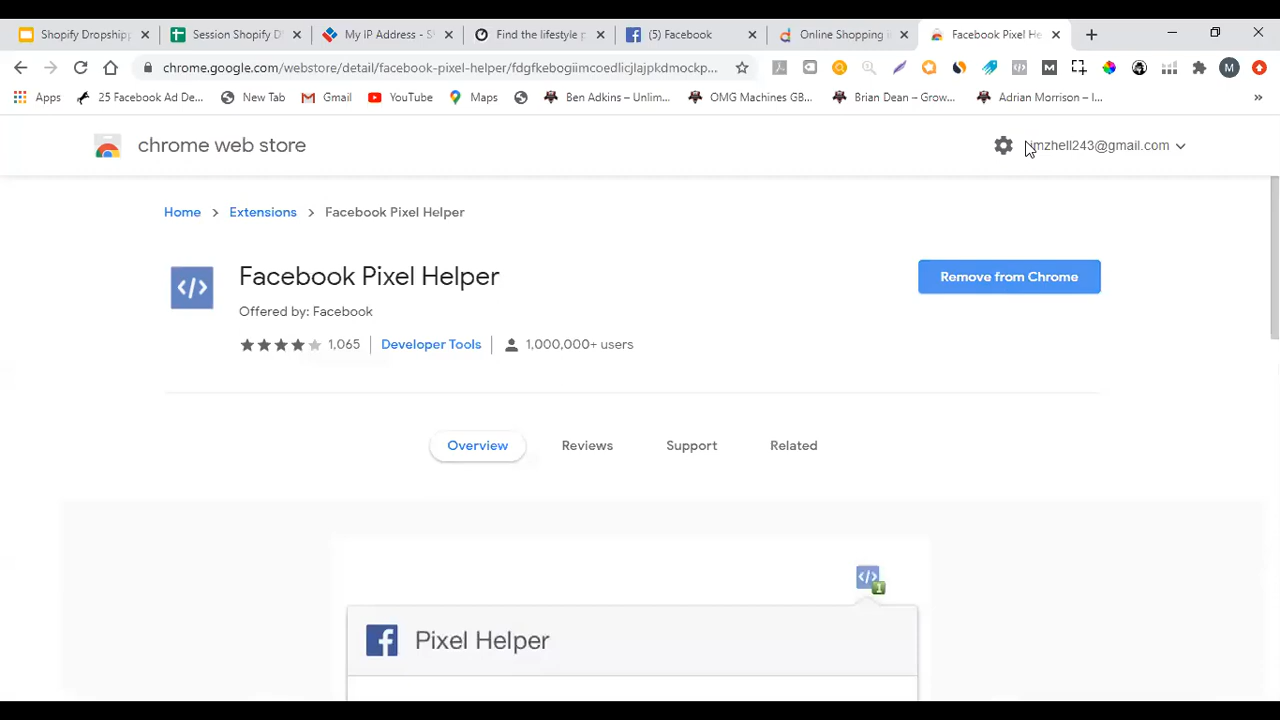 Shopify Dropshipp
Session Shopify D
My IP Address - S
Find the lifestyle p
(5) Facebook
Online Shopping i
Facebook Pixel He
chrome.google.com/webstore/detail/facebook-pixel-helper/fdgfkebogiimcoedlicjlajpkdmockp...
M
Apps
25 Facebook Ad De...
New Tab
Gmail
YouTube
Maps
Ben Adkins – Unlim...
OMG Machines GB...
Brian Dean – Grow...
Adrian Morrison – I...
»
chrome web store
Home > Extensions > Facebook Pixel Helper
Facebook Pixel Helper
Remove from Chrome
Offered by: Facebook
1,065
Developer Tools
1,000,000+ users
Overview
Reviews
Support
Related
1
Pixel Helper